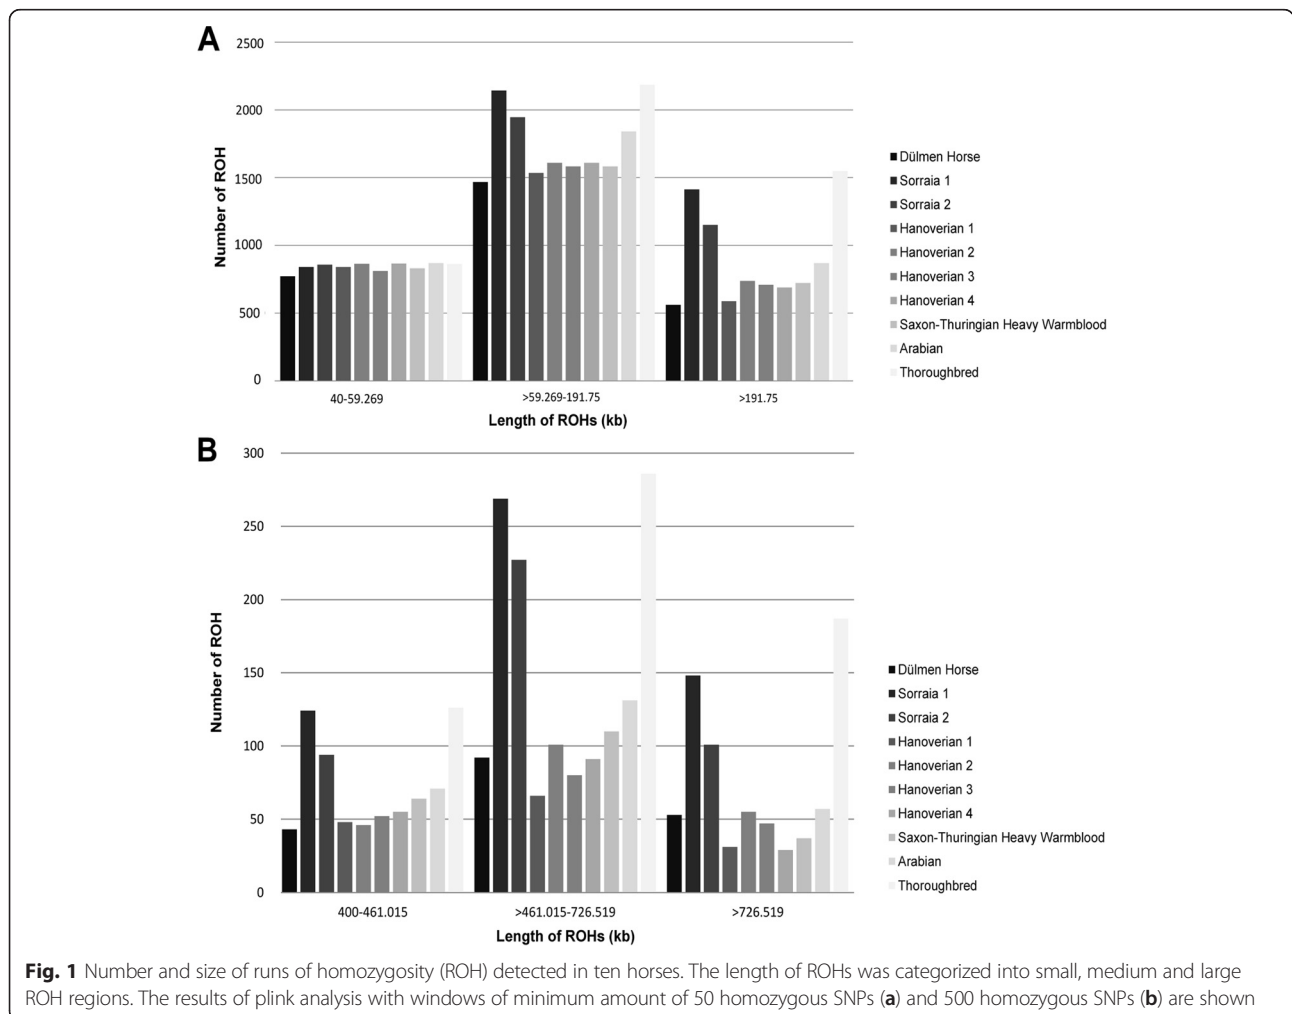 A
2500
2000
1500
1000
500
0
Number of ROH
40-59.269
>59.269-191.75
>191.75
Length of ROHs (kb)
Dülmen Horse
Sorraia 1
Sorraia 2
Hanoverian 1
Hanoverian 2
Hanoverian 3
Hanoverian 4
Saxon-Thuringian Heavy Warmblood
Arabian
Thoroughbred
B
300
250
200
150
100
50
0
Number of ROH
400-461.015
>461.015-726.519
>726.519
Length of ROHs (kb)
Dülmen Horse
Sorraia 1
Sorraia 2
Hanoverian 1
Hanoverian 2
Hanoverian 3
Hanoverian 4
Saxon-Thuringian Heavy Warmblood
Arabian
Thoroughbred
Fig. 1 Number and size of runs of homozygosity (ROH) detected in ten horses. The length of ROHs was categorized into small, medium and large
ROH regions. The results of plink analysis with windows of minimum amount of 50 homozygous SNPs (a) and 500 homozygous SNPs (b) are shown